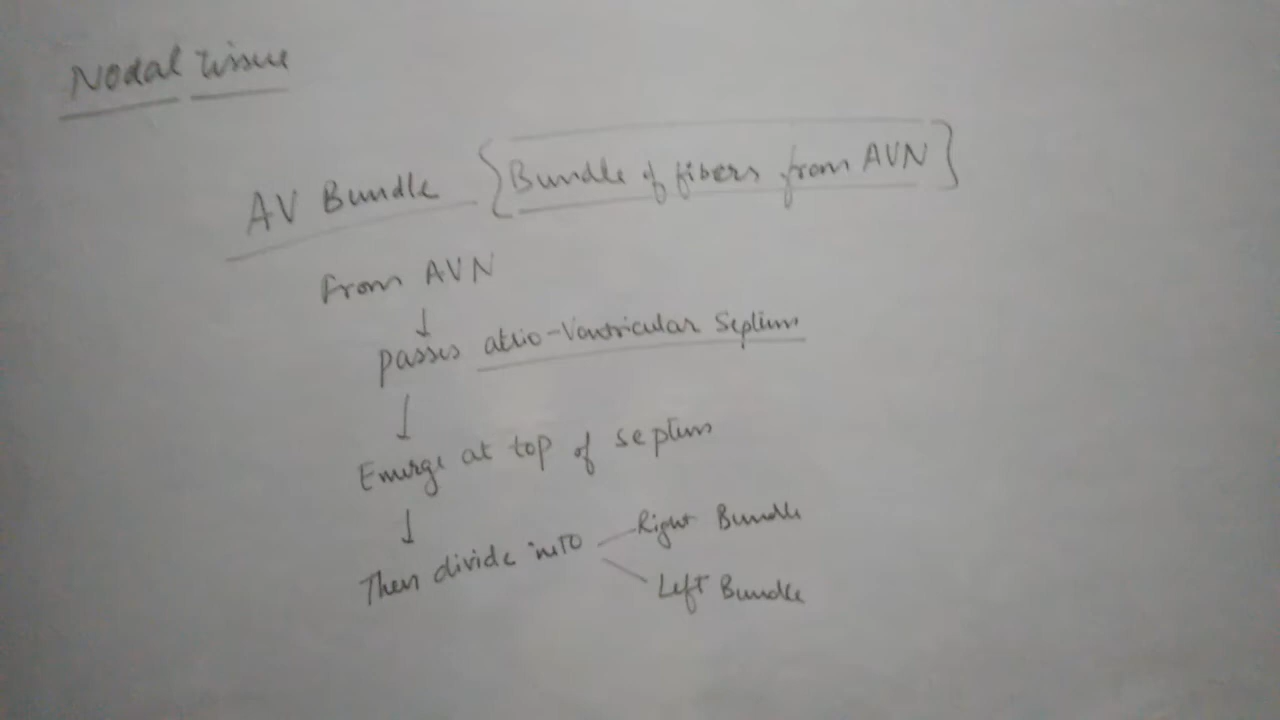 Nodal Tissue
AV Bundle {Bundle of fibers from AVN}
From AVN
↓
passes atrio-Ventricular Septum
↓
Emerge at top of septum
↓
Then divide into Right Bundle
Left Bundle